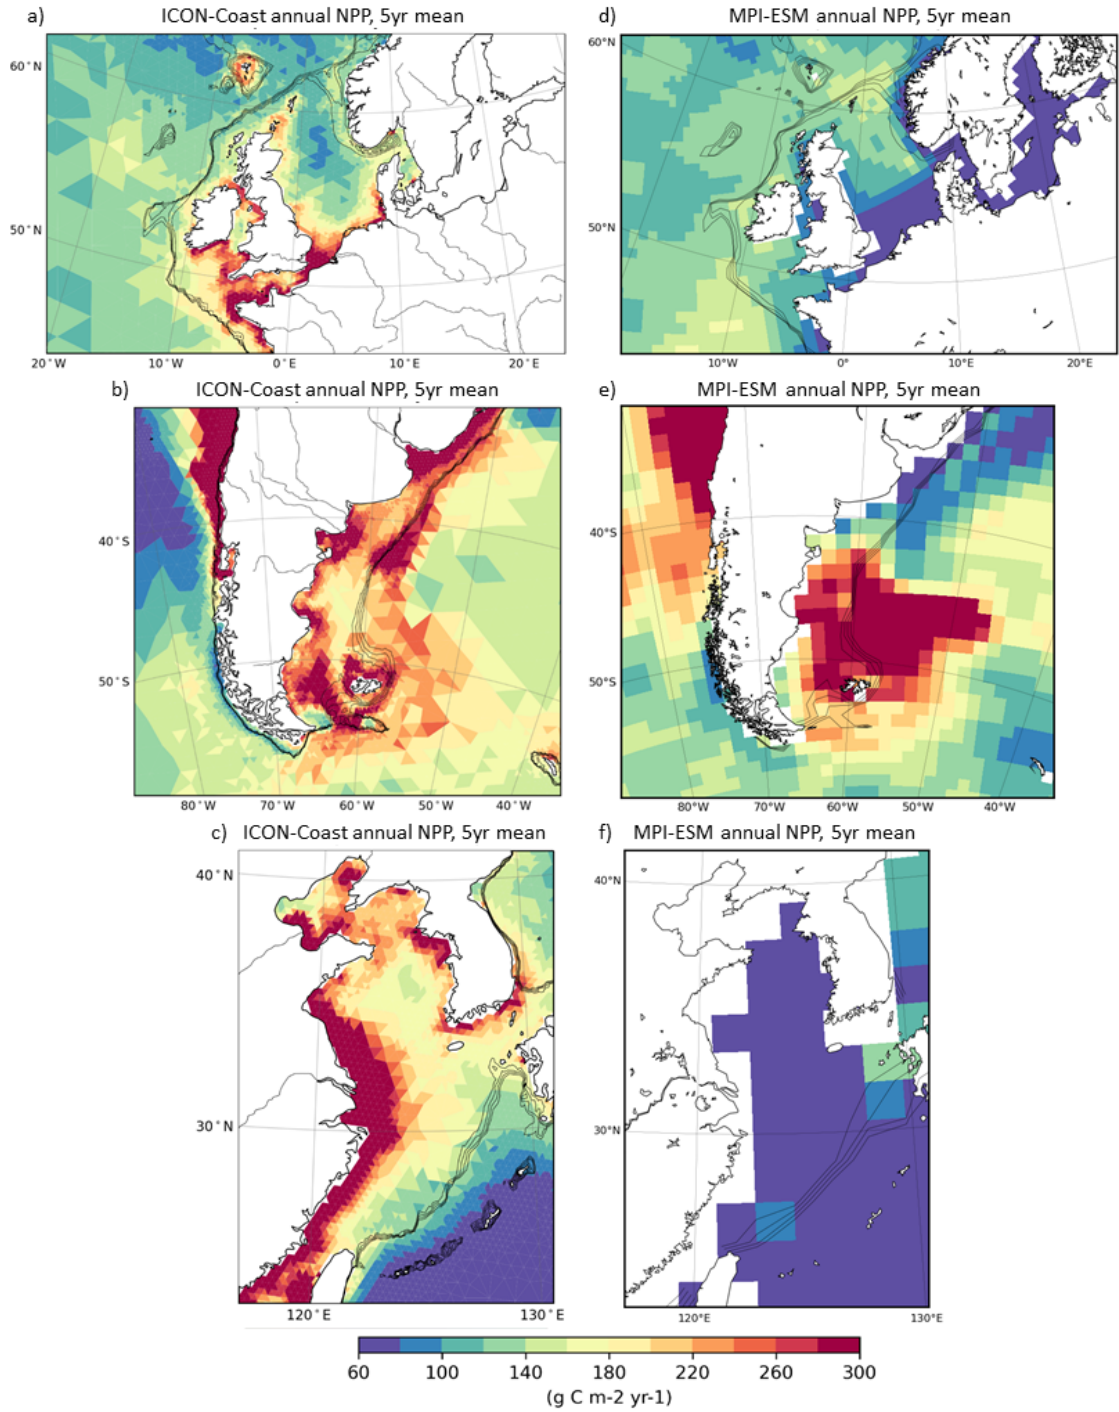 a) ICON-Coast annual NPP, 5yr mean
d) MPI-ESM annual NPP, 5yr mean
60°N
50°N
20°W 10°W 0°E 10°E 20°E
60°N
50°N
10°W 0° 10°E 20°E
b) ICON-Coast annual NPP, 5yr mean
e) MPI-ESM annual NPP, 5yr mean
40°S
50°S
80°W 70°W 60°W 50°W 40°W
40°S
50°S
80°W 70°W 60°W 50°W 40°W
c) ICON-Coast annual NPP, 5yr mean
f) MPI-ESM annual NPP, 5yr mean
40°N
30°N
120°E 130°E
40°N
30°N
120°E 130°E
60 100 140 180 220 260 300
(g C m-2 yr-1)